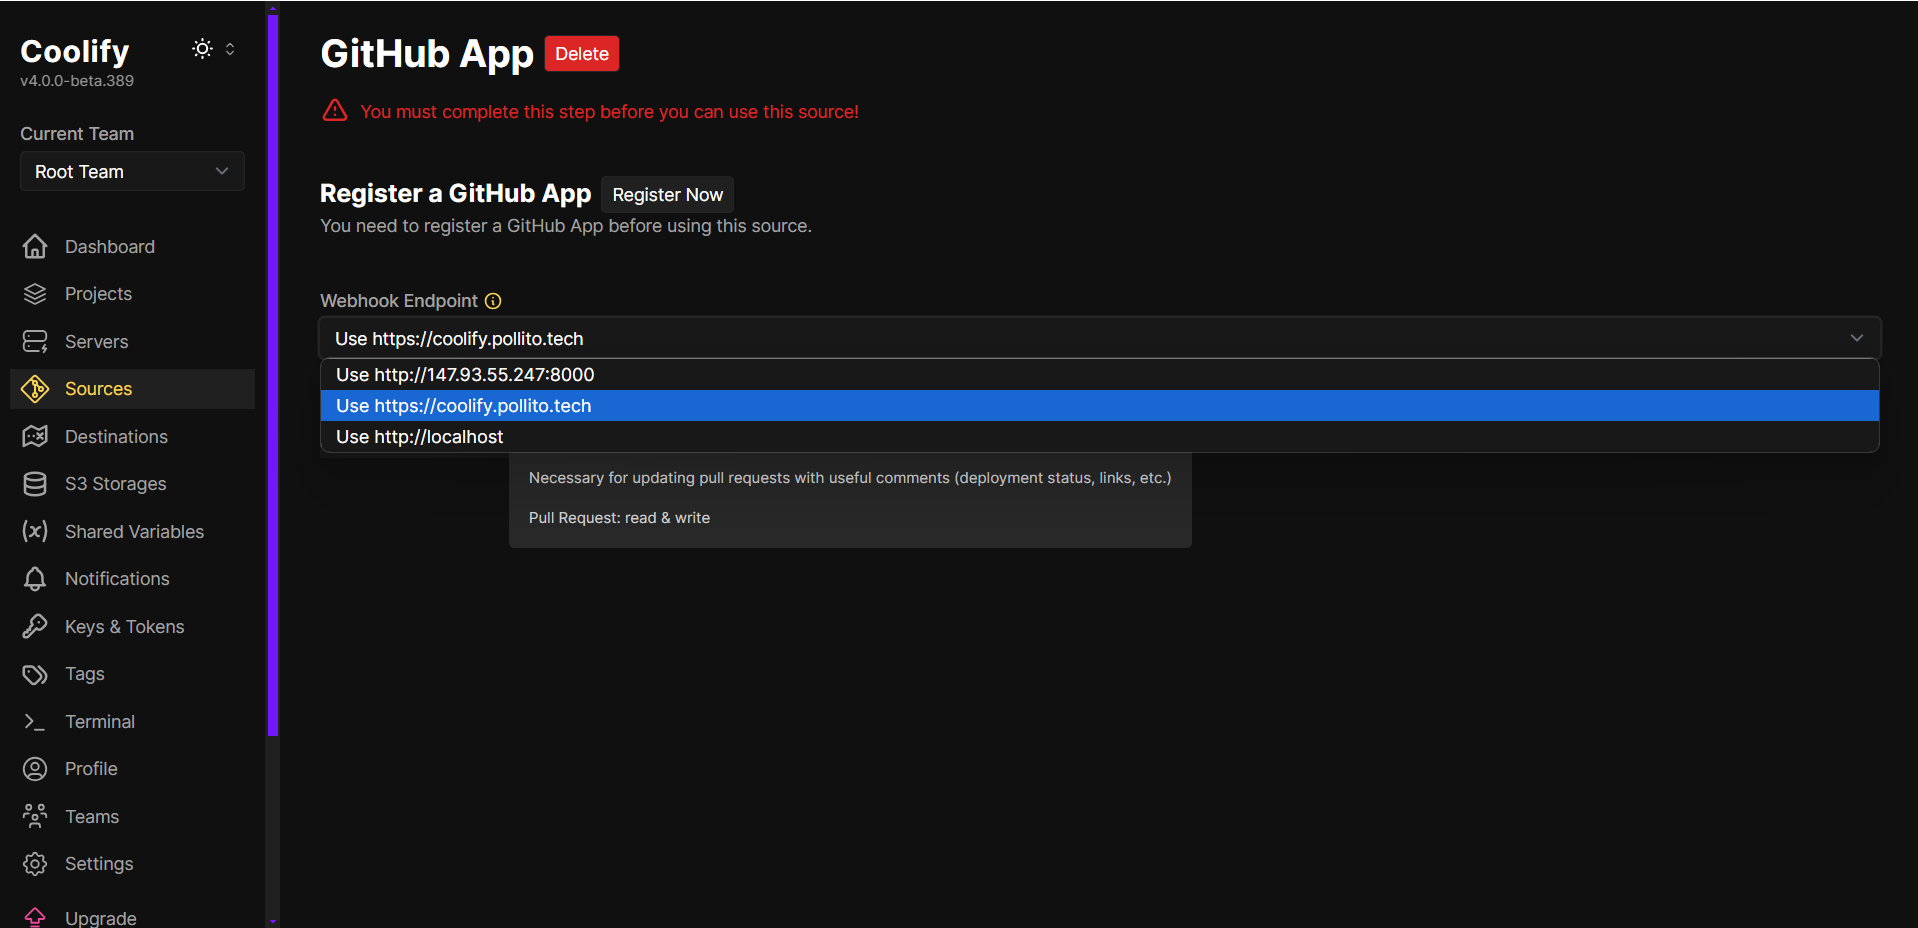 Coolify
v4.0.0-beta.389
Current Team
Root Team
Dashboard
Projects
Servers
Sources
Destinations
S3 Storages
Shared Variables
Notifications
Keys & Tokens
Tags
Terminal
Profile
Teams
Settings
Upgrade
GitHub App Delete
You must complete this step before you can use this source!
Register a GitHub App Register Now
You need to register a GitHub App before using this source.
Webhook Endpoint
Use https://coolify.pollito.tech
Use http://147.93.55.247:8000
Use https://coolify.pollito.tech
Use http://localhost
Necessary for updating pull requests with useful comments (deployment status, links, etc.)
Pull Request: read & write